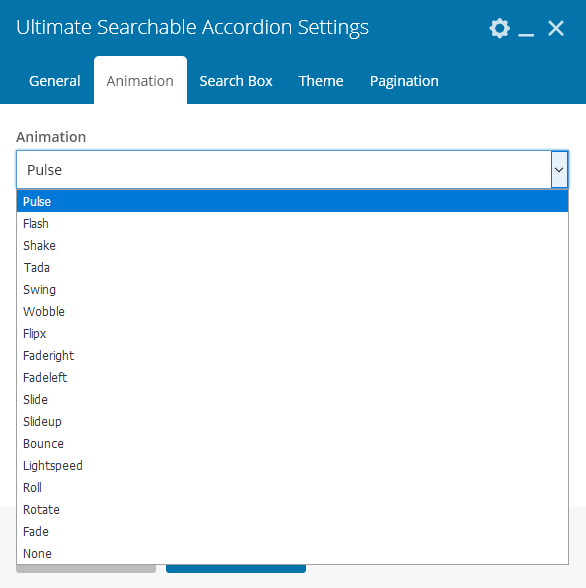 Ultimate Searchable Accordion Settings
General Animation Search Box Theme Pagination
Animation
Pulse
Pulse
Flash
Shake
Tada
Swing
Wobble
Flipx
Faderight
Fadeleft
Slide
Slideup
Bounce
Lightspeed
Roll
Rotate
Fade
None